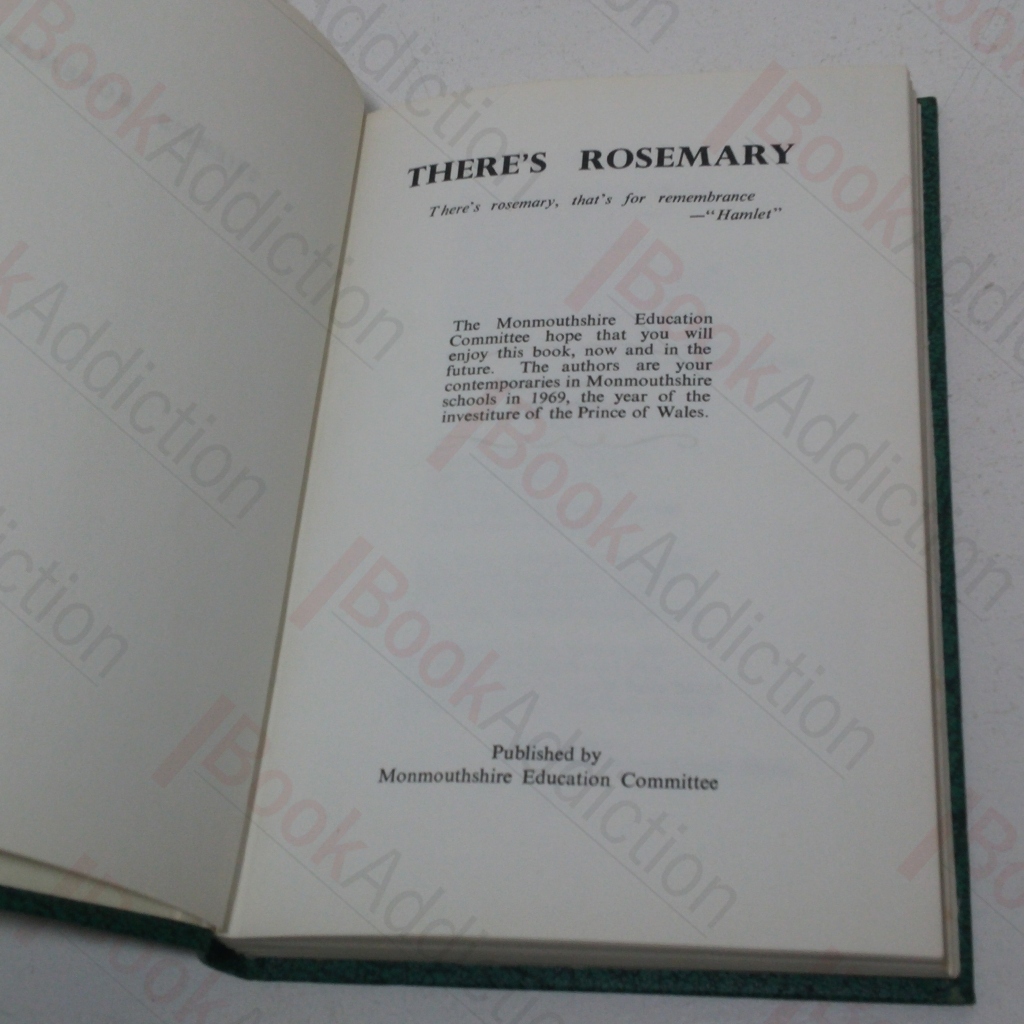 THERE'S ROSEMARY
There's rosemary, that's for remembrance
—"Hamlet"
The Monmouthshire Education
Committee hope that you will
enjoy this book, now and in the
future. The authors are your
contemporaries in Monmouthshire
schools in 1969, the year of the
investiture of the Prince of Wales.
Published by
Monmouthshire Education Committee
BookAddiction